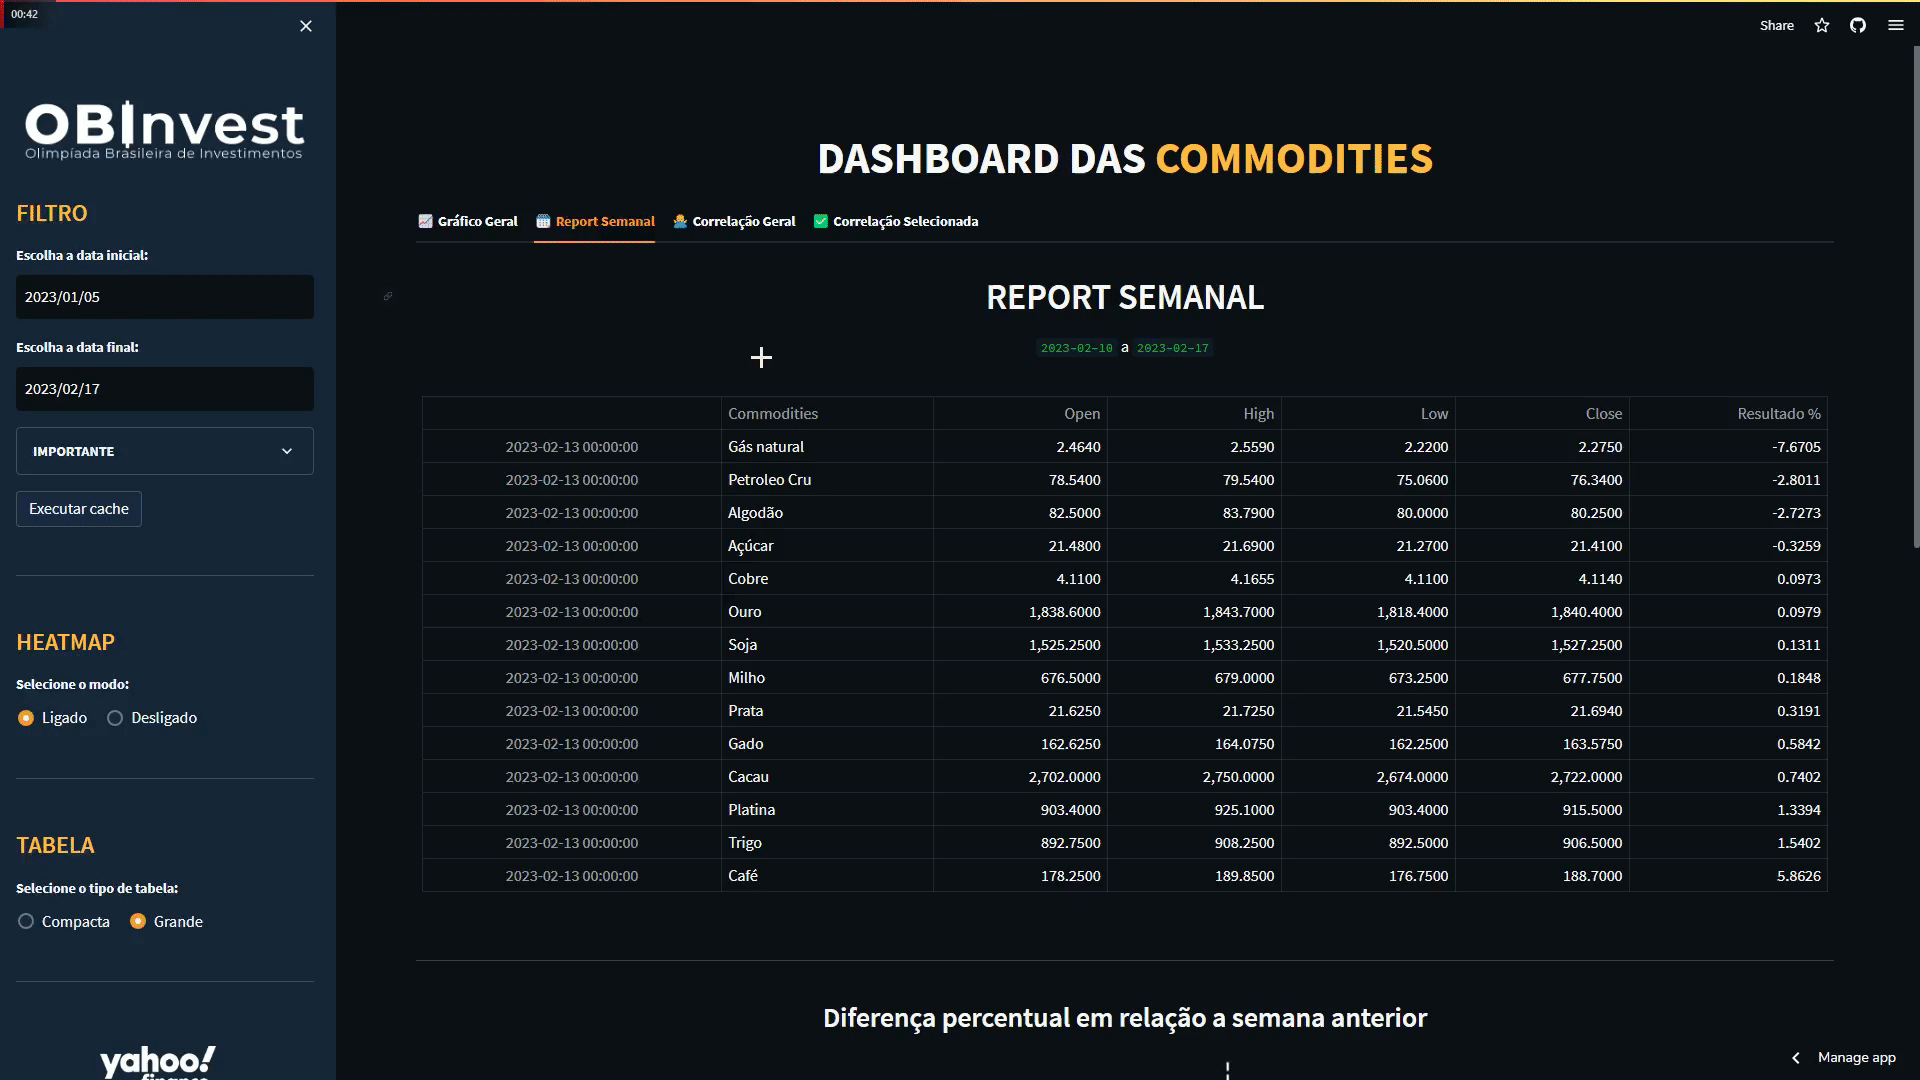 00:42
OBInvest
Olimpíada Brasileira de Investimentos
FILTRO
Escolha a data inicial:
2023/01/05
Escolha a data final:
2023/02/17
IMPORTANTE
Executar cache
HEATMAP
Selecione o modo:
Ligado Desligado
TABELA
Selecione o tipo de tabela:
Compacta Grande
yahoo!
finance
Share
DASHBOARD DAS COMMODITIES
Gráfico Geral Report Semanal Correlação Geral Correlação Selecionada
REPORT SEMANAL
2023-02-10 a 2023-02-17
Commodities Open High Low Close Resultado %
2023-02-13 00:00:00 Gás natural 2.4640 2.5590 2.2200 2.2750 -7.6705
2023-02-13 00:00:00 Petroleo Cru 78.5400 79.5400 75.0600 76.3400 -2.8011
2023-02-13 00:00:00 Algodão 82.5000 83.7900 80.0000 80.2500 -2.7273
2023-02-13 00:00:00 Açúcar 21.4800 21.6900 21.2700 21.4100 -0.3259
2023-02-13 00:00:00 Cobre 4.1100 4.1655 4.1100 4.1140 0.0973
2023-02-13 00:00:00 Ouro 1,838.6000 1,843.7000 1,818.4000 1,840.4000 0.0979
2023-02-13 00:00:00 Soja 1,525.2500 1,533.2500 1,520.5000 1,527.2500 0.1311
2023-02-13 00:00:00 Milho 676.5000 679.0000 673.2500 677.7500 0.1848
2023-02-13 00:00:00 Prata 21.6250 21.7250 21.5450 21.6940 0.3191
2023-02-13 00:00:00 Gado 162.6250 164.0750 162.2500 163.5750 0.5842
2023-02-13 00:00:00 Cacau 2,702.0000 2,750.0000 2,674.0000 2,722.0000 0.7402
2023-02-13 00:00:00 Platina 903.4000 925.1000 903.4000 915.5000 1.3394
2023-02-13 00:00:00 Trigo 892.7500 908.2500 892.5000 906.5000 1.5402
2023-02-13 00:00:00 Café 178.2500 189.8500 176.7500 188.7000 5.8626
Diferença percentual em relação a semana anterior
Manage app